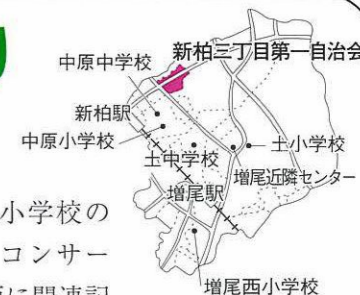 新柏三丁目第一自治会
中原中学校
新柏駅
中原小学校
土小学校
土中学校
増尾近隣センター
増尾駅
増尾西小学校
小学校の
コンサー
に関連記